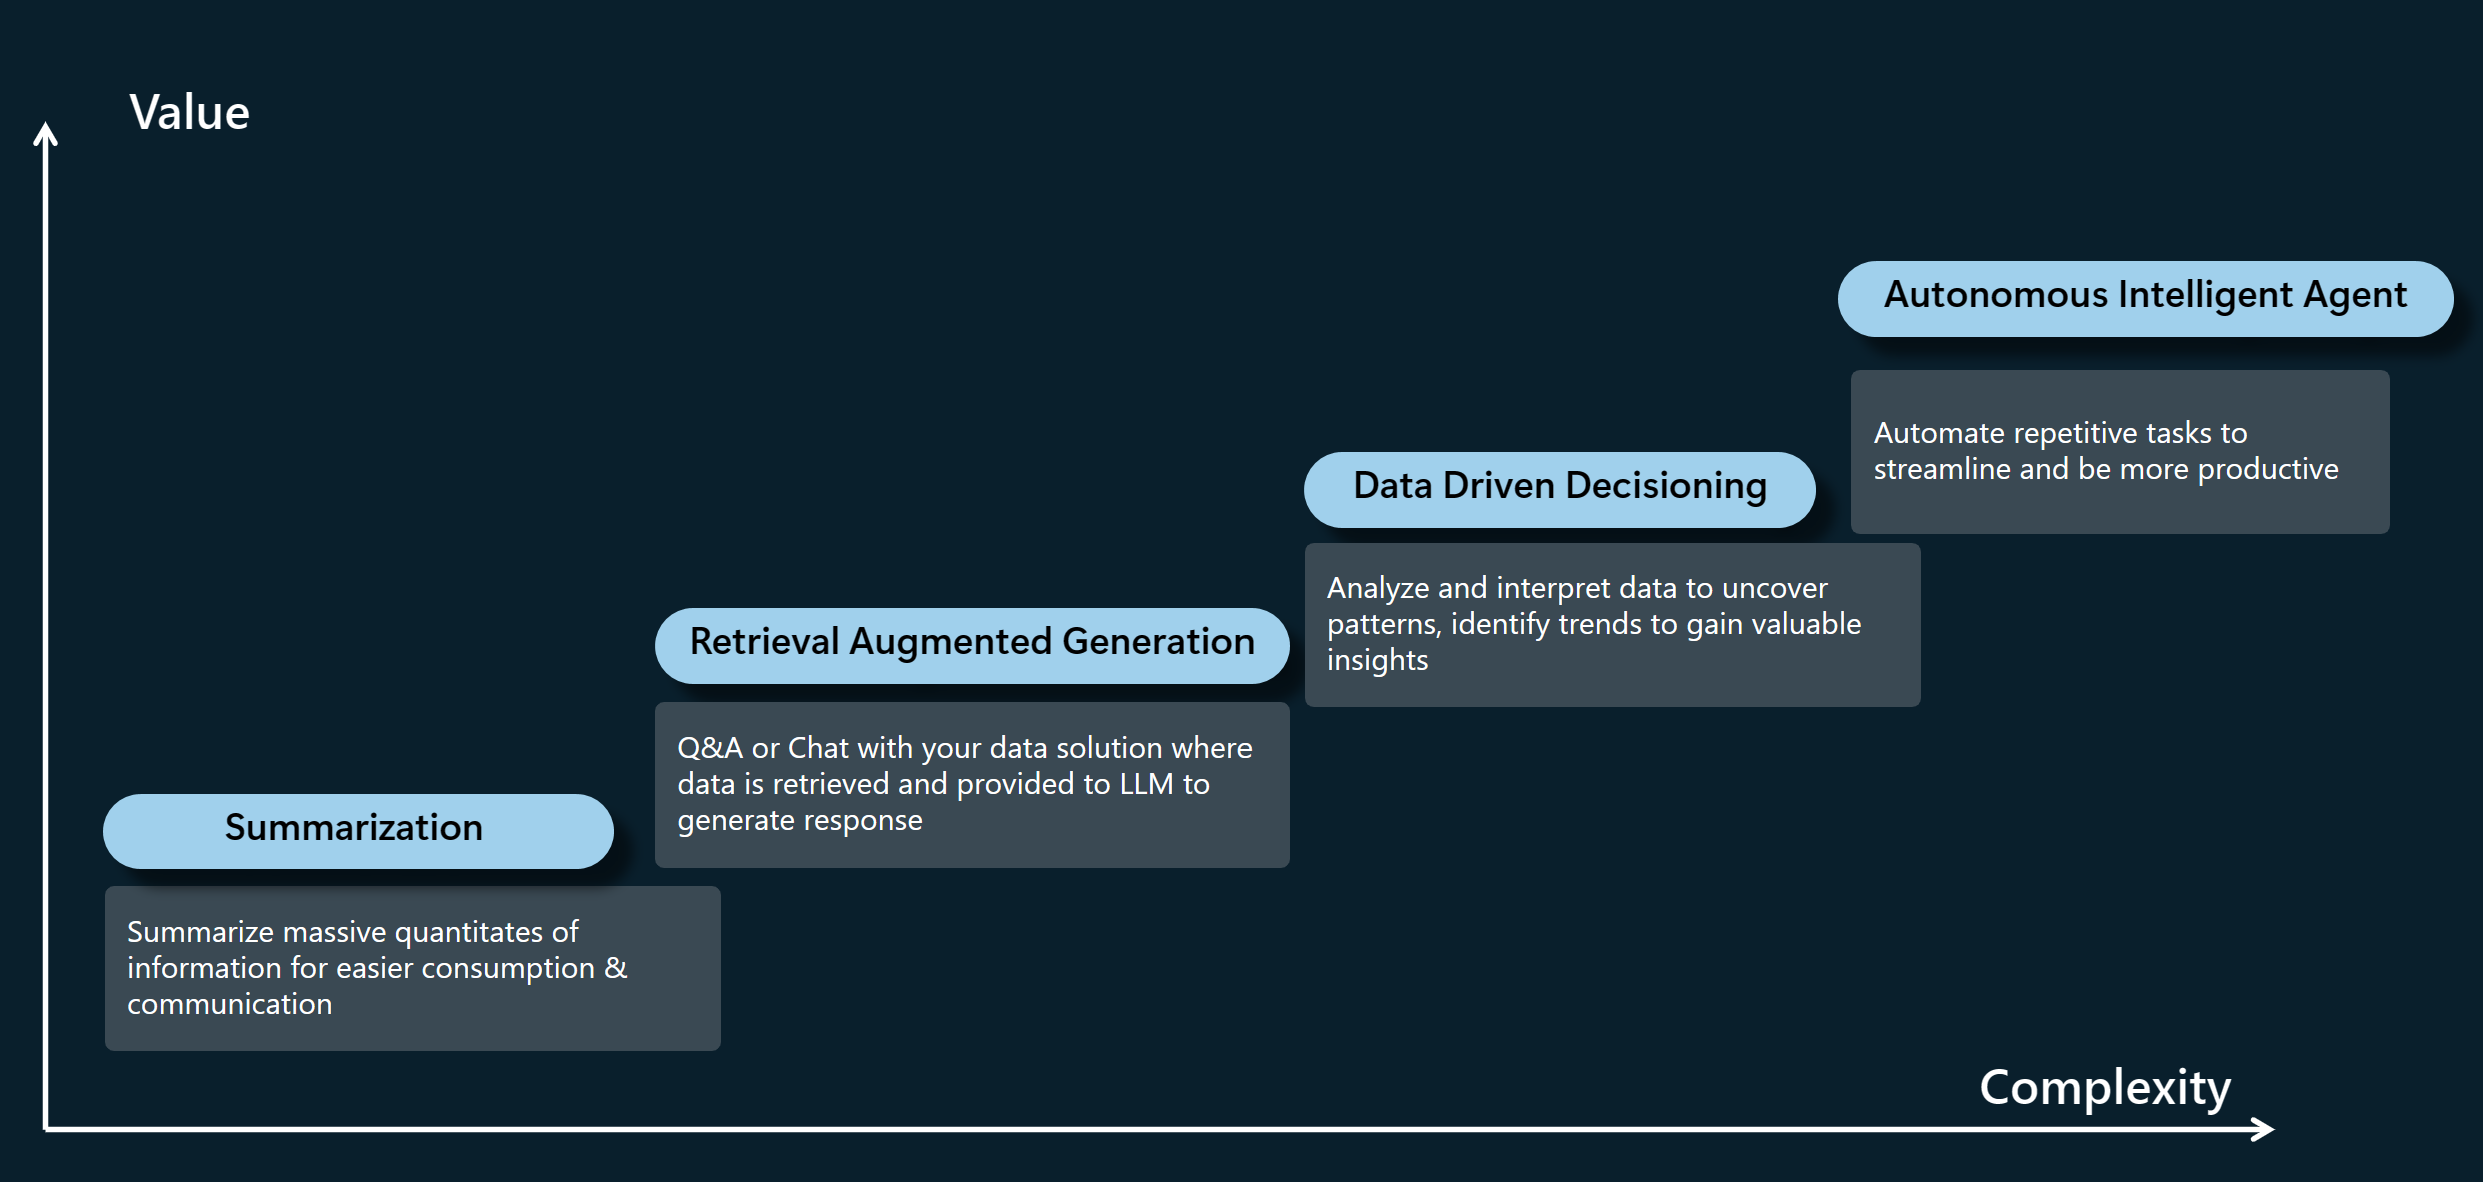 Value
Autonomous Intelligent Agent
Automate repetitive tasks to
streamline and be more productive
Data Driven Decisioning
Analyze and interpret data to uncover
patterns, identify trends to gain valuable
insights
Retrieval Augmented Generation
Q&A or Chat with your data solution where
data is retrieved and provided to LLM to
generate response
Summarization
Summarize massive quantitates of
information for easier consumption &
communication
Complexity